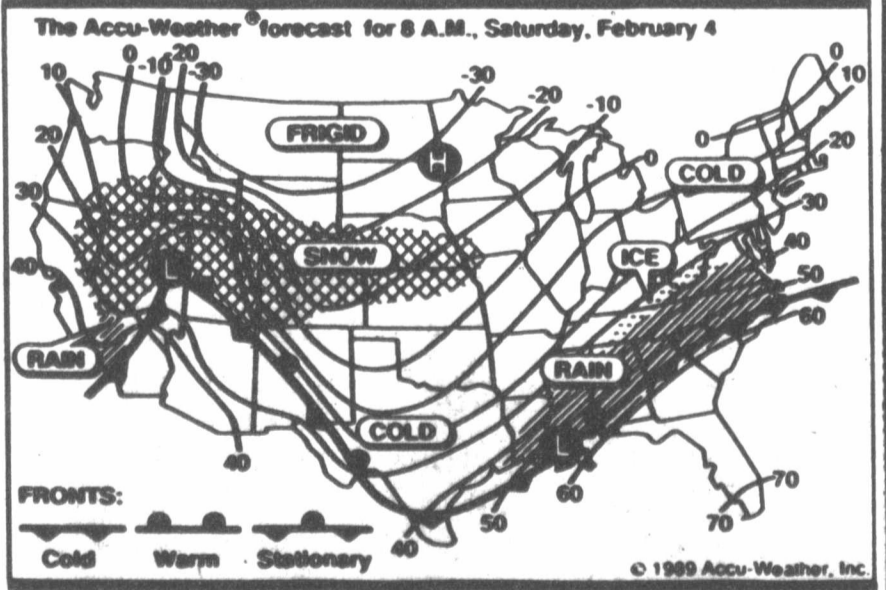 The Accu-Weather® forecast for 8 A.M., Saturday, February 4
10 0 -10 -20 -30 -30 -20 -10 0 0 0 10
20 20
30 30
40 40
50
60
FRIGID
H
COLD
SNOW
ICE
L
RAIN
RAIN
COLD
L
40 40 50 60 70 70
FRONTS:
Cold Warm Stationary
© 1989 Accu-Weather, Inc.